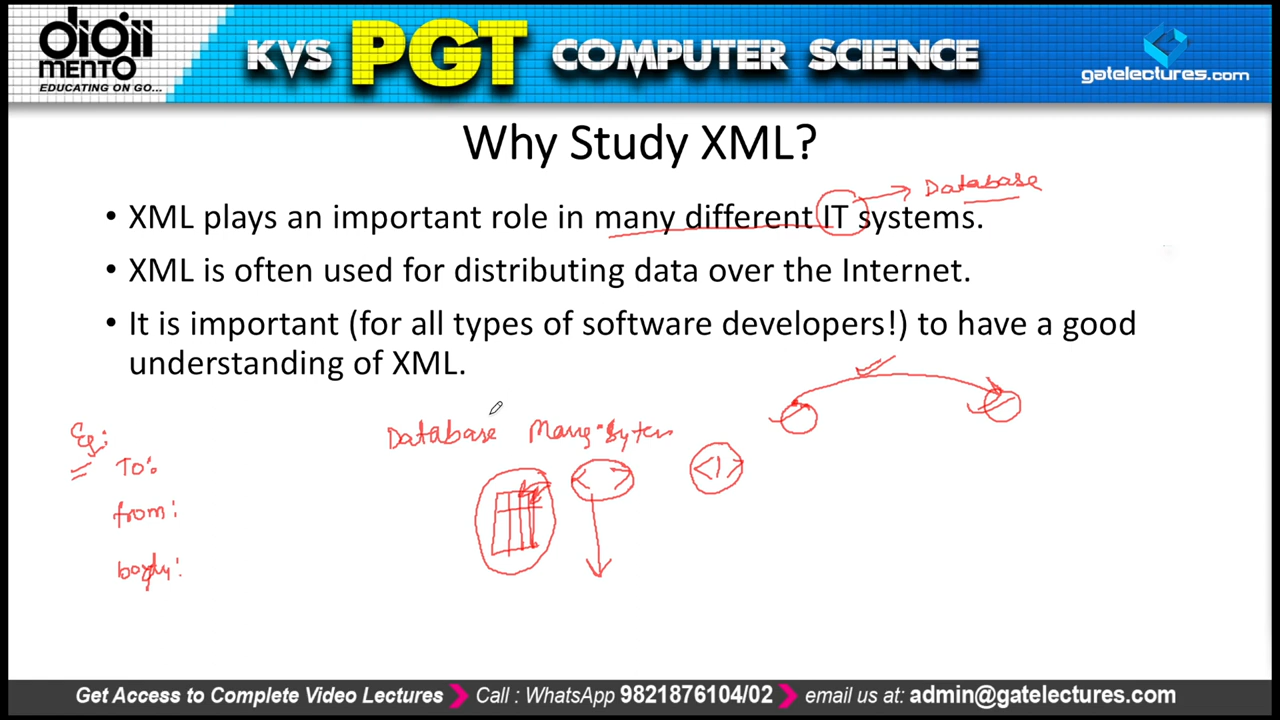 digii
mento
EDUCATING ON GO...
KVS PGT COMPUTER SCIENCE
gatelectures.com
Why Study XML?
Database
• XML plays an important role in many different IT systems.
• XML is often used for distributing data over the Internet.
• It is important (for all types of software developers!) to have a good
understanding of XML.
Eg:
Database
To:
< >
from:
body:
Get Access to Complete Video Lectures Call : WhatsApp 9821876104/02 email us at: admin@gatelectures.com